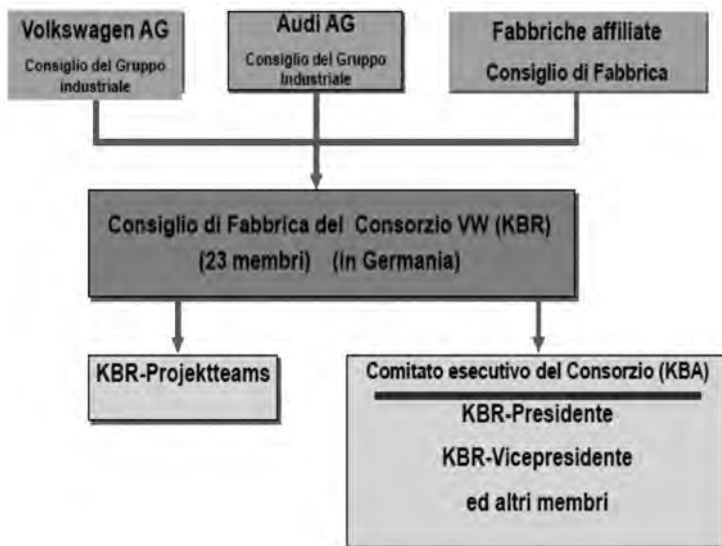 Volkswagen AG
Consiglio del Gruppo
industriale
Audi AG
Consiglio del Gruppo
Industriale
Fabbriche affiliate
Consiglio di Fabbrica
Consiglio di Fabbrica del Consorzio VW (KBR)
(23 membri) (in Germania)
KBR-Projektteams
Comitato esecutivo del Consorzio (KBA)
KBR-Presidente
KBR-Vicepresidente
ed altri membri